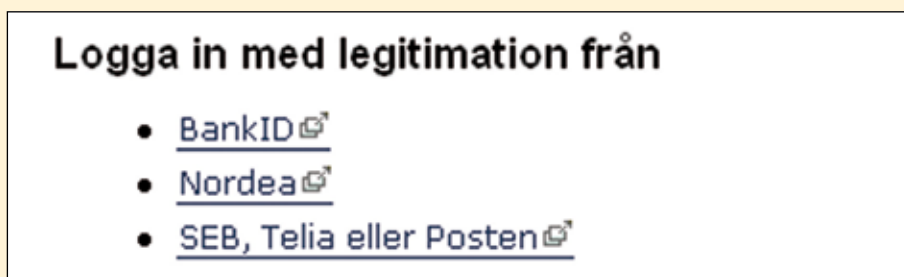 Logga in med legitimation från
• BankID
• Nordea
• SEB, Telia eller Posten